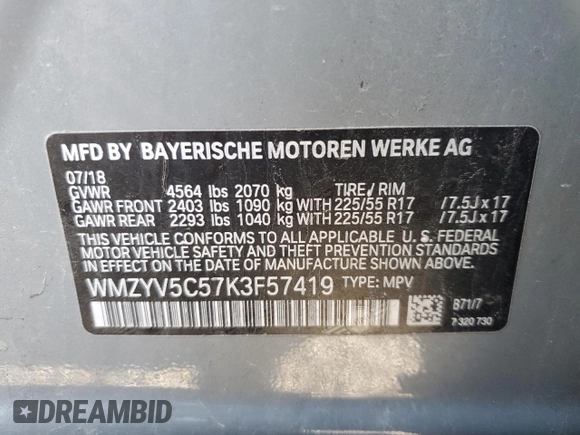 MFD BY BAYERISCHE MOTOREN WERKE AG
07/18
GVWR 4564 lbs 2070 kg TIRE/RIM
GAWR FRONT 2403 lbs 1090 kg WITH 225/55 R17 /7.5J x 17
GAWR REAR 2293 lbs 1040 kg WITH 225/55 R17 /7.5J x 17
THIS VEHICLE CONFORMS TO ALL APPLICABLE U. S. FEDERAL
MOTOR VEHICLE SAFETY AND THEFT PREVENTION STANDARDS
IN EFFECT ON THE DATE OF MANUFACTURE SHOWN ABOVE.
WMZYV5C57K3F57419 TYPE: MPV
B71/7
7 320 730
DREAMBID